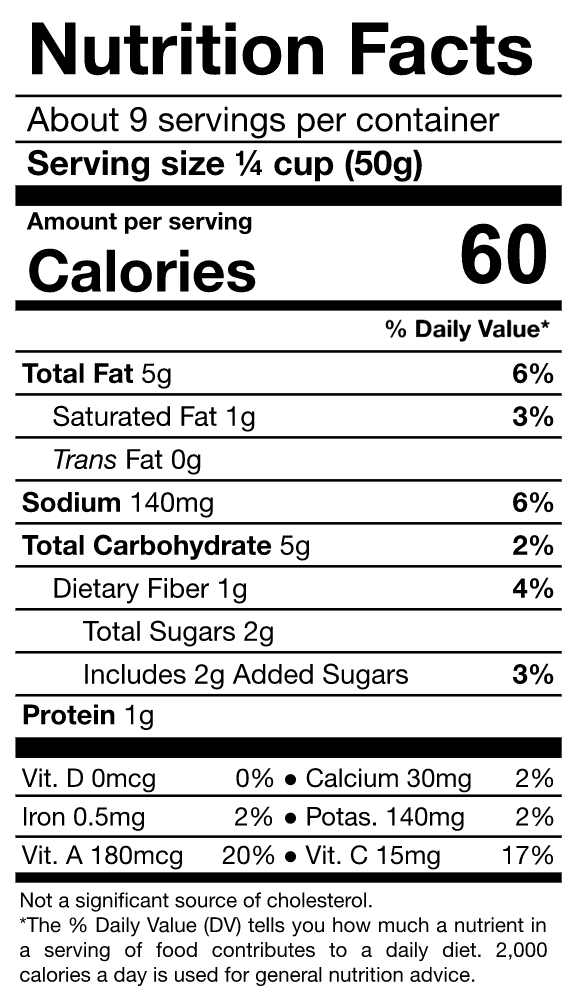 Nutrition Facts
About 9 servings per container
Serving size ¼ cup (50g)
Amount per serving
Calories 60
% Daily Value*
Total Fat 5g 6%
Saturated Fat 1g 3%
Trans Fat 0g
Sodium 140mg 6%
Total Carbohydrate 5g 2%
Dietary Fiber 1g 4%
Total Sugars 2g
Includes 2g Added Sugars 3%
Protein 1g
Vit. D 0mcg 0% ● Calcium 30mg 2%
Iron 0.5mg 2% ● Potas. 140mg 2%
Vit. A 180mcg 20% ● Vit. C 15mg 17%
Not a significant source of cholesterol.
*The % Daily Value (DV) tells you how much a nutrient in
a serving of food contributes to a daily diet. 2,000
calories a day is used for general nutrition advice.